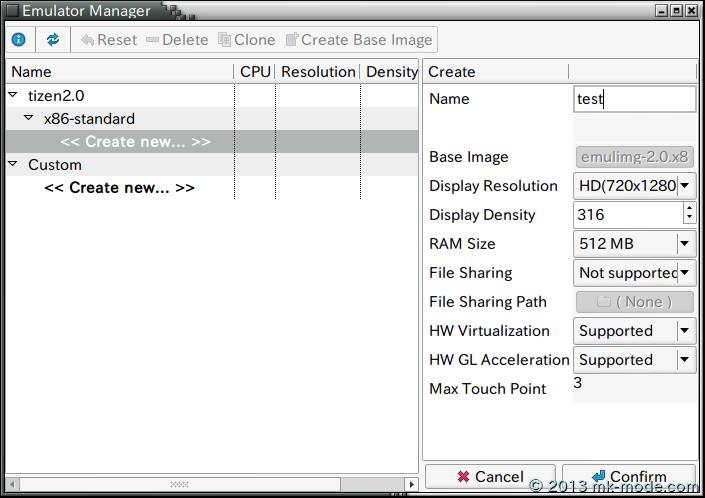 Emulator Manager
Reset Delete Clone Create Base Image
Name CPU Resolution Density
tizen2.0
x86-standard
<< Create new... >>
Custom
<< Create new... >>
Create
Name test
Base Image emulimg-2.0.x8
Display Resolution HD(720x1280
Display Density 316
RAM Size 512 MB
File Sharing Not supported
File Sharing Path ( None )
HW Virtualization Supported
HW GL Acceleration Supported
Max Touch Point 3
Cancel Confirm
© 2013 mk-mode.com